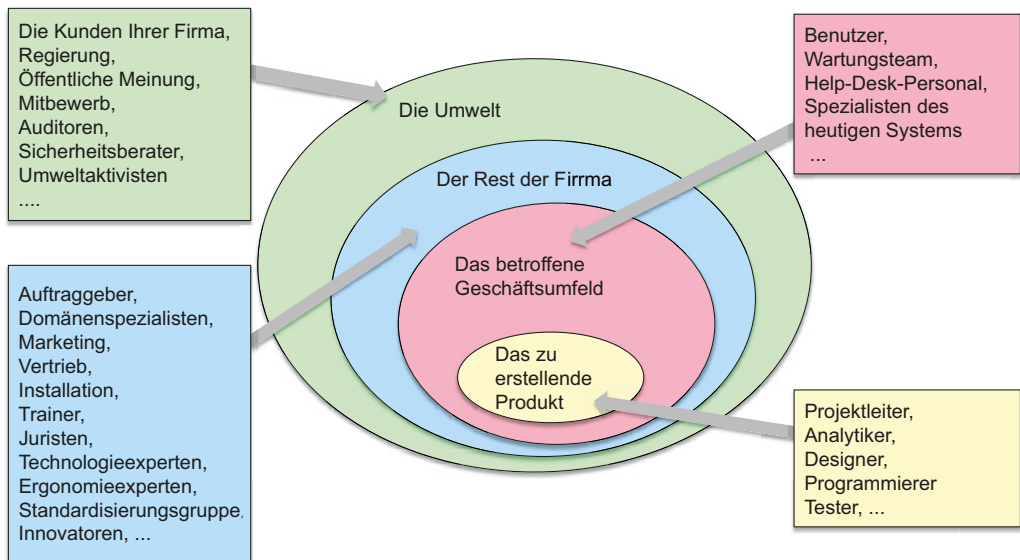 Die Kunden Ihrer Firma,
Regierung,
Öffentliche Meinung,
Mitbewerb,
Auditoren,
Sicherheitsberater,
Umweltaktivisten
....
Benutzer,
Wartungsteam,
Help-Desk-Personal,
Spezialisten des
heutigen Systems
...
Die Umwelt
Der Rest der Firrma
Das betroffene
Geschäftsumfeld
Das zu
erstellende
Produkt
Auftraggeber,
Domänenspezialisten,
Marketing,
Vertrieb,
Installation,
Trainer,
Juristen,
Technologieexperten,
Ergonomieexperten,
Standardisierungsgruppe,
Innovatoren, ...
Projektleiter,
Analytiker,
Designer,
Programmierer
Tester, ...